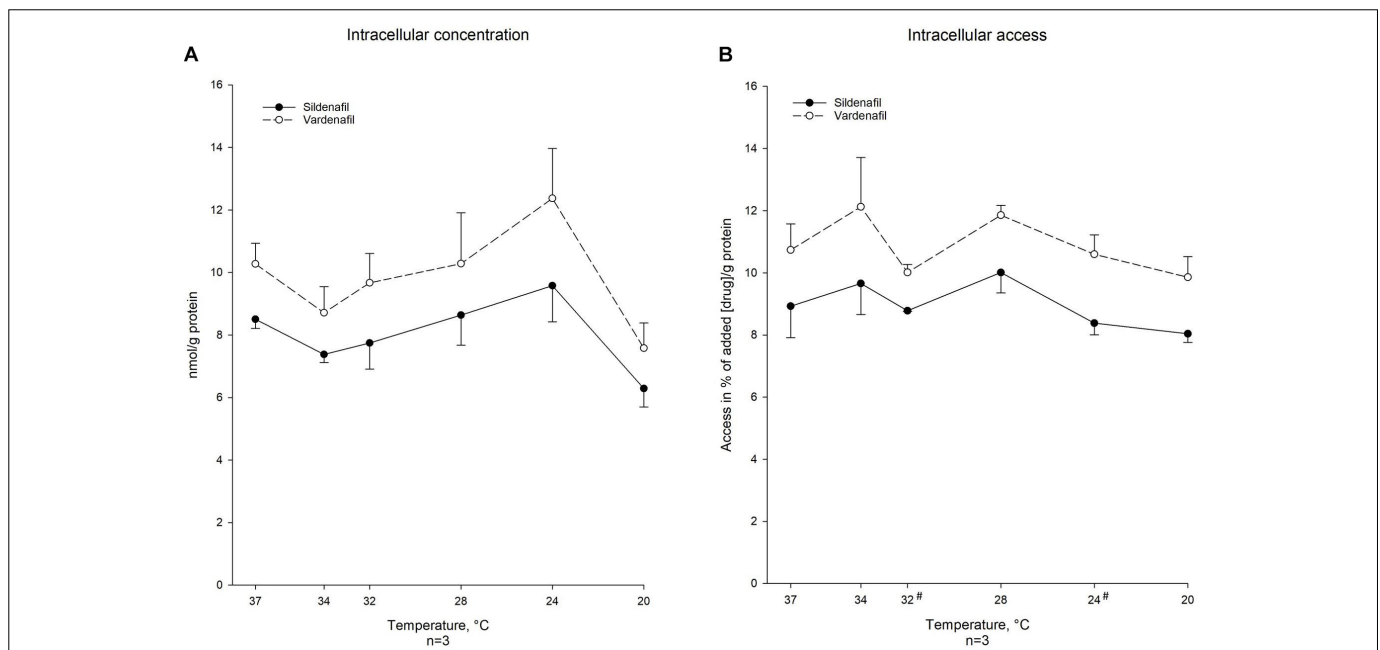 Intracellular concentration
A
16
14
12
10
8
6
4
2
0
nmol/g protein
Sildenafil
Vardenafil
37 34 32 28 24 20
Temperature, °C
n=3
Intracellular access
B
16
14
12
10
8
6
4
2
0
Access in % of added [drug]/g protein
Sildenafil
Vardenafil
37 34 32 # 28 24 # 20
Temperature, °C
n=3